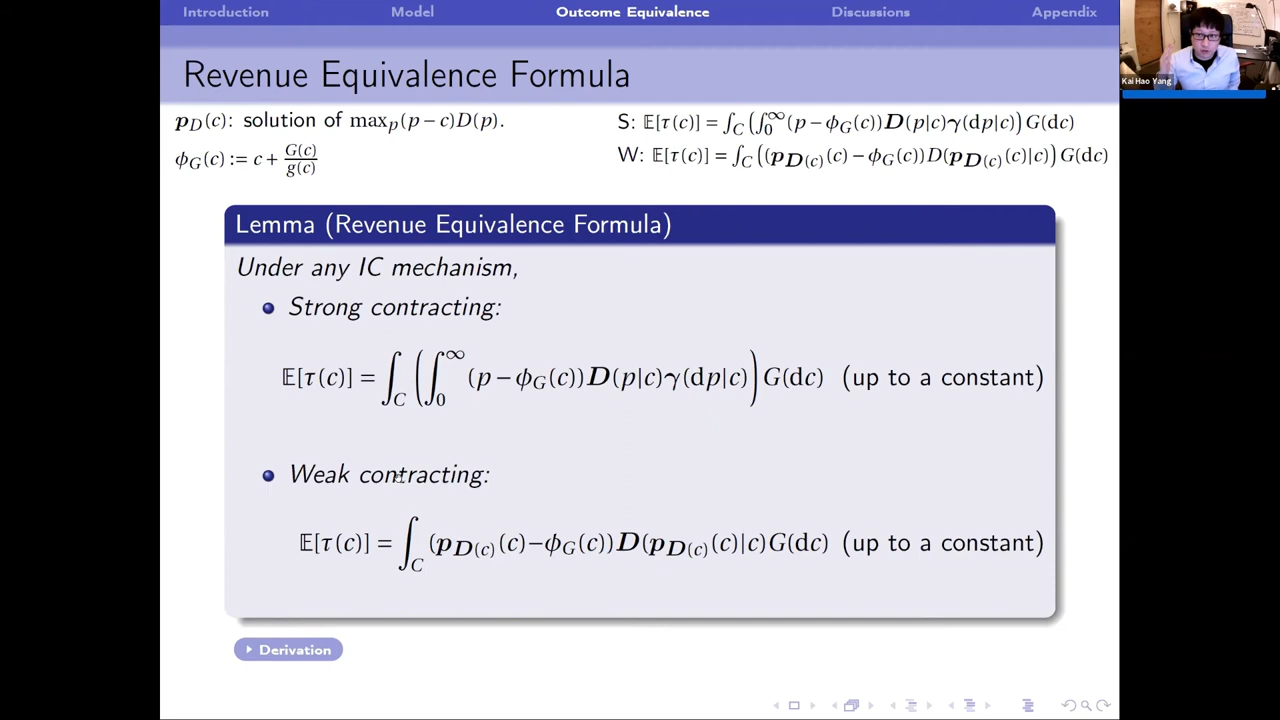 Introduction Model Outcome Equivalence Discussions Appendix
Revenue Equivalence Formula
Kai Hao Yang
𝒑_D(c): solution of max_p(p − c)D(p).
ϕ_G(c) := c + G(c)/g(c)
S: 𝔼[τ(c)] = ∫_C (∫_0^∞ (p − ϕ_G(c))𝑫(p|c)𝜸(dp|c)) G(dc)
W: 𝔼[τ(c)] = ∫_C ((𝒑_𝑫(c)(c) − ϕ_G(c))D(𝒑_𝑫(c)(c)|c)) G(dc)
Lemma (Revenue Equivalence Formula)
Under any IC mechanism,
Strong contracting:
𝔼[τ(c)] = ∫_C (∫_0^∞ (p − ϕ_G(c))𝑫(p|c)𝜸(dp|c)) G(dc) (up to a constant)
Weak contracting:
𝔼[τ(c)] = ∫_C (𝒑_𝑫(c)(c) − ϕ_G(c))𝑫(𝒑_𝑫(c)(c)|c)G(dc) (up to a constant)
Derivation